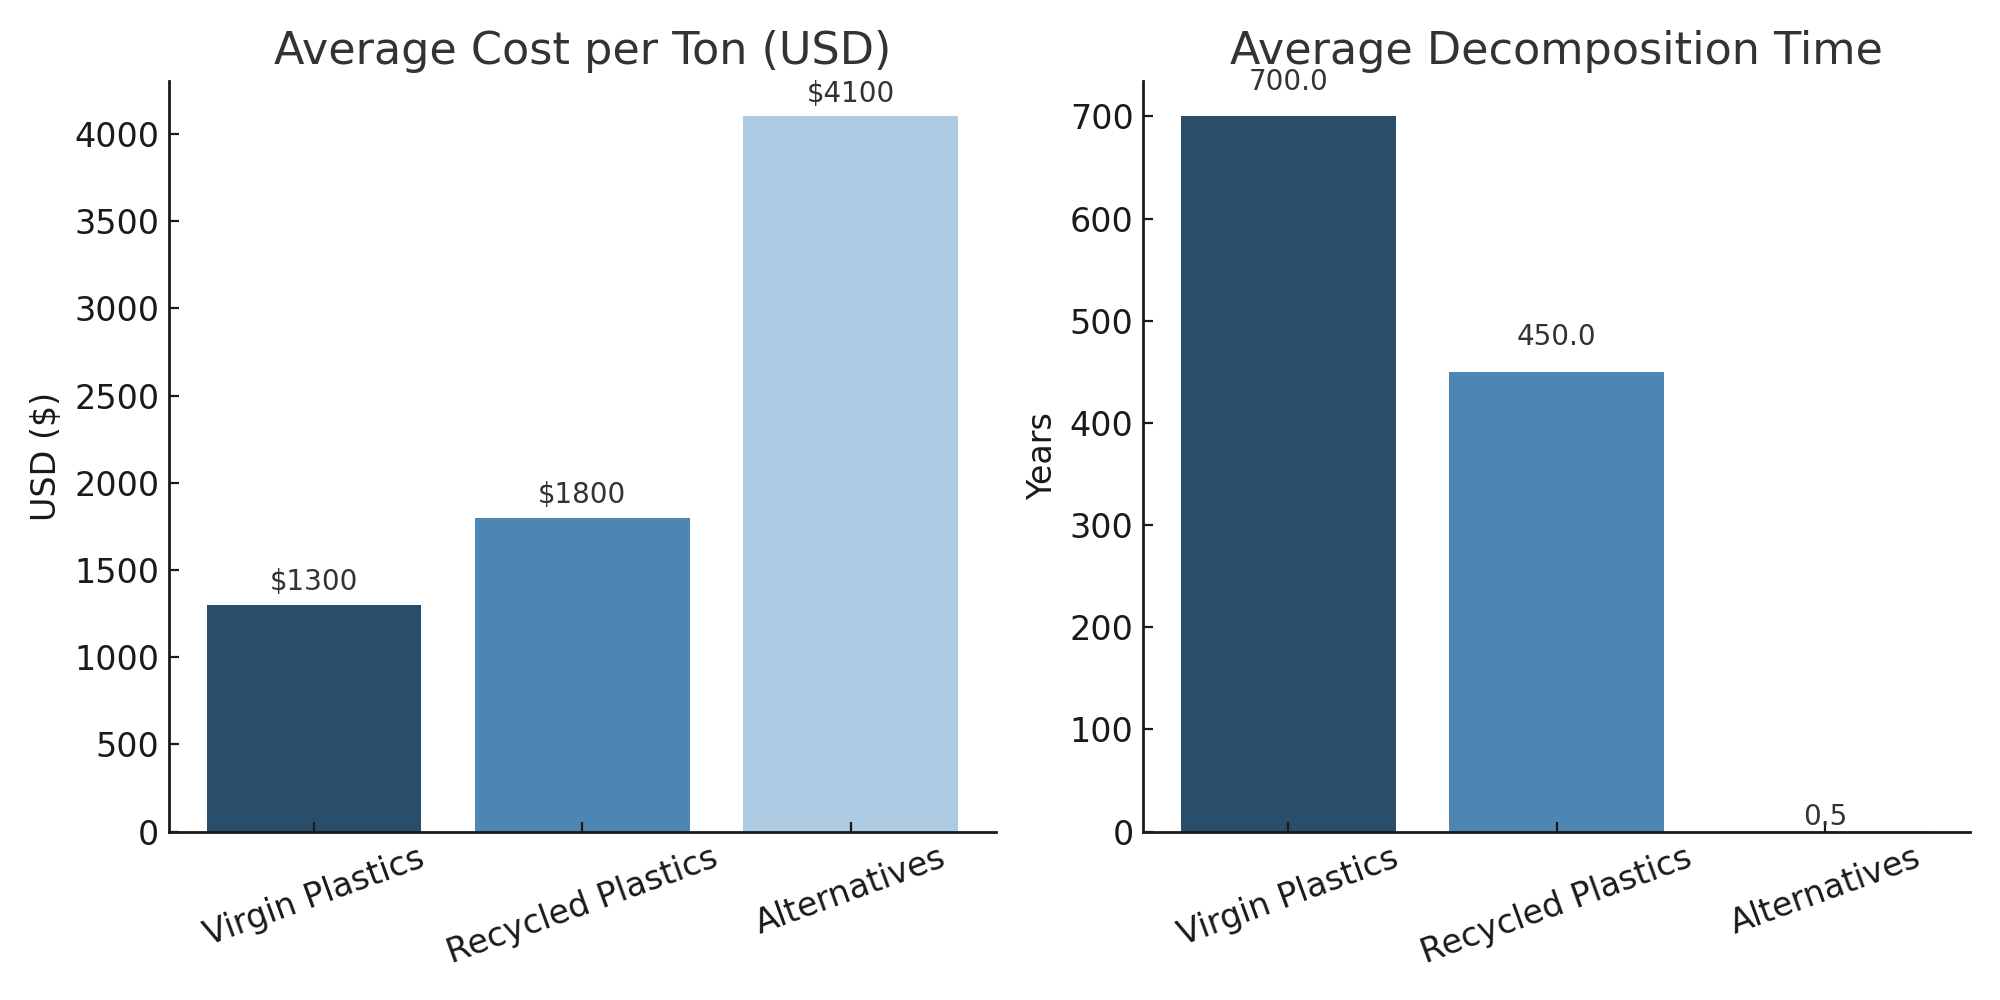 Average Cost per Ton (USD)
USD ($)
4000
3500
3000
2500
2000
1500
1000
500
0
$1300
$1800
$4100
Virgin Plastics
Recycled Plastics
Alternatives
Average Decomposition Time
Years
700
600
500
400
300
200
100
0
700.0
450.0
0.5
Virgin Plastics
Recycled Plastics
Alternatives